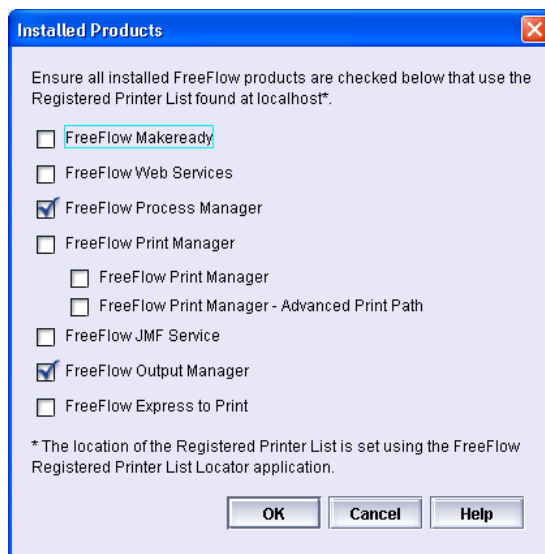 Installed Products
Ensure all installed FreeFlow products are checked below that use the
Registered Printer List found at localhost*.
FreeFlow Makeready
FreeFlow Web Services
FreeFlow Process Manager
FreeFlow Print Manager
FreeFlow Print Manager
FreeFlow Print Manager - Advanced Print Path
FreeFlow JMF Service
FreeFlow Output Manager
FreeFlow Express to Print
* The location of the Registered Printer List is set using the FreeFlow
Registered Printer List Locator application.
OK Cancel Help